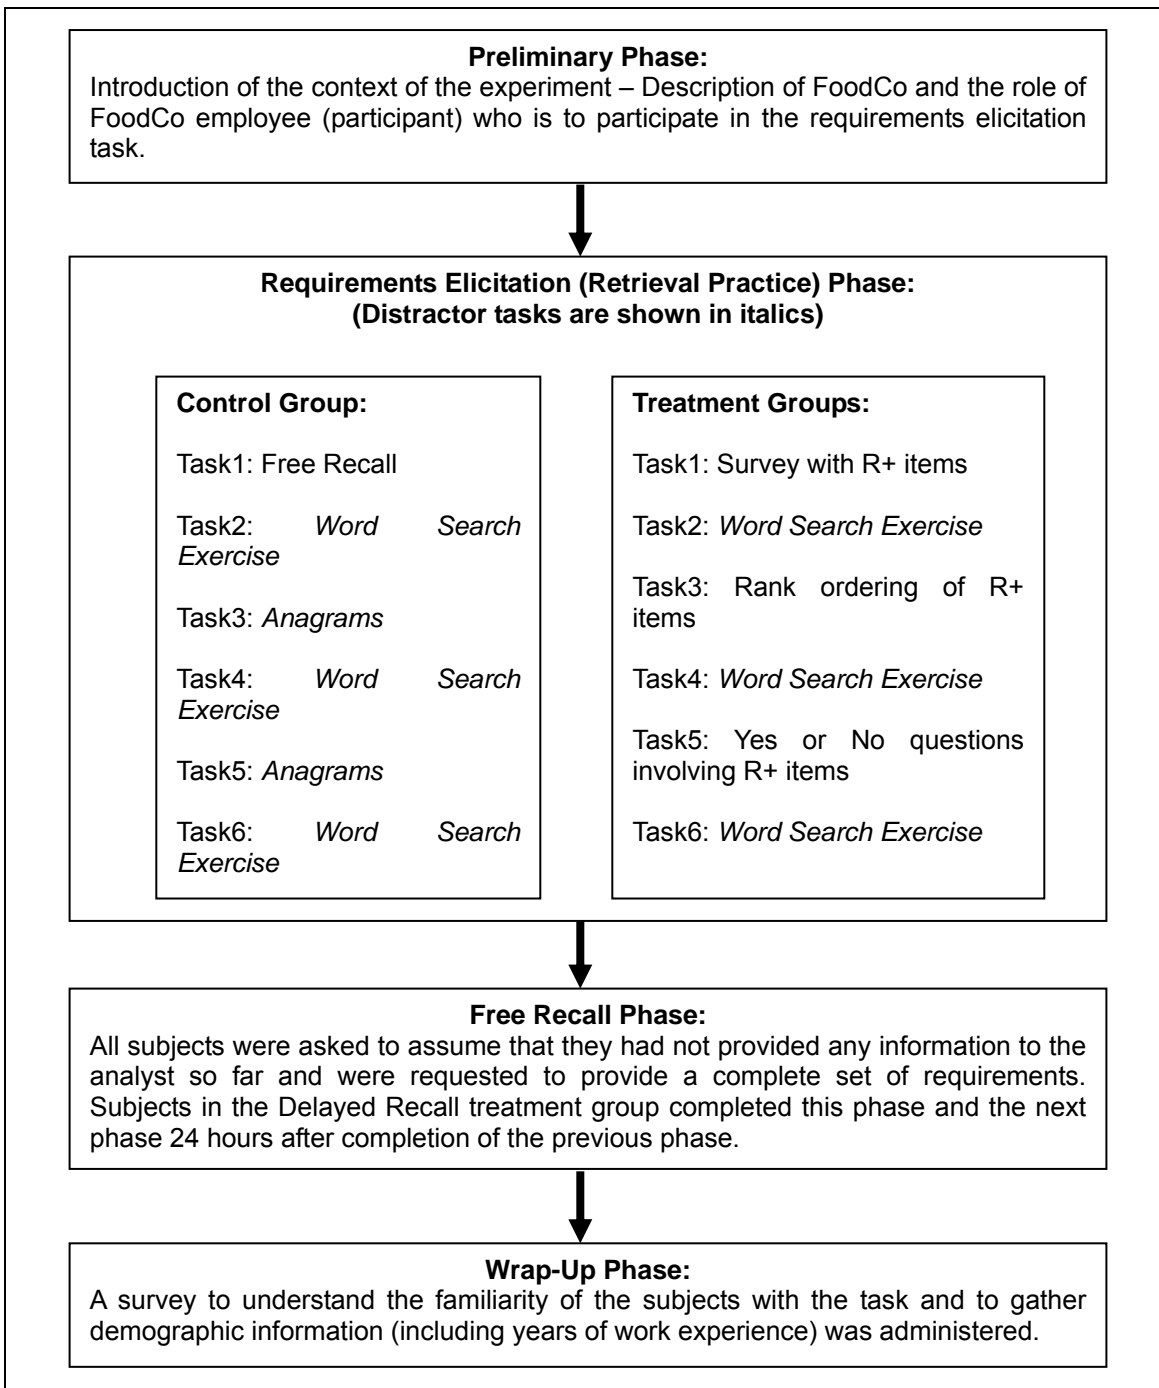 Preliminary Phase:
Introduction of the context of the experiment – Description of FoodCo and the role of
FoodCo employee (participant) who is to participate in the requirements elicitation
task.
Requirements Elicitation (Retrieval Practice) Phase:
(Distractor tasks are shown in italics)
Control Group:
Task1: Free Recall
Task2: Word Search
Exercise
Task3: Anagrams
Task4: Word Search
Exercise
Task5: Anagrams
Task6: Word Search
Exercise
Treatment Groups:
Task1: Survey with R+ items
Task2: Word Search Exercise
Task3: Rank ordering of R+
items
Task4: Word Search Exercise
Task5: Yes or No questions
involving R+ items
Task6: Word Search Exercise
Free Recall Phase:
All subjects were asked to assume that they had not provided any information to the
analyst so far and were requested to provide a complete set of requirements.
Subjects in the Delayed Recall treatment group completed this phase and the next
phase 24 hours after completion of the previous phase.
Wrap-Up Phase:
A survey to understand the familiarity of the subjects with the task and to gather
demographic information (including years of work experience) was administered.